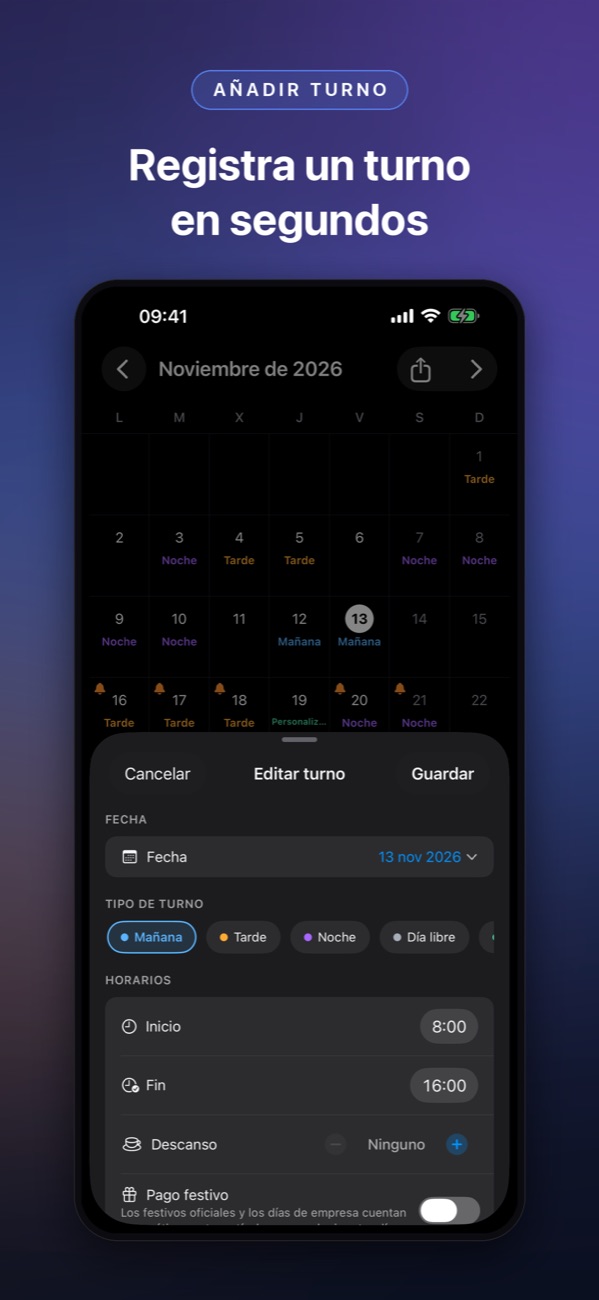 AÑADIR TURNO
Registra un turno
en segundos
09:41
Noviembre de 2026
L M X J V S D
1
Tarde
2 3 4 5 6 7 8
Noche Tarde Tarde Noche Noche
9 10 11 12 13 14 15
Noche Noche Mañana Mañana
16 17 18 19 20 21 22
Tarde Tarde Tarde Personaliz... Noche Noche
Cancelar Editar turno Guardar
FECHA
Fecha 13 nov 2026
TIPO DE TURNO
Mañana Tarde Noche Día libre
HORARIOS
Inicio 8:00
Fin 16:00
Descanso Ninguno
Pago festivo
Los festivos oficiales y los días de empresa cuentan